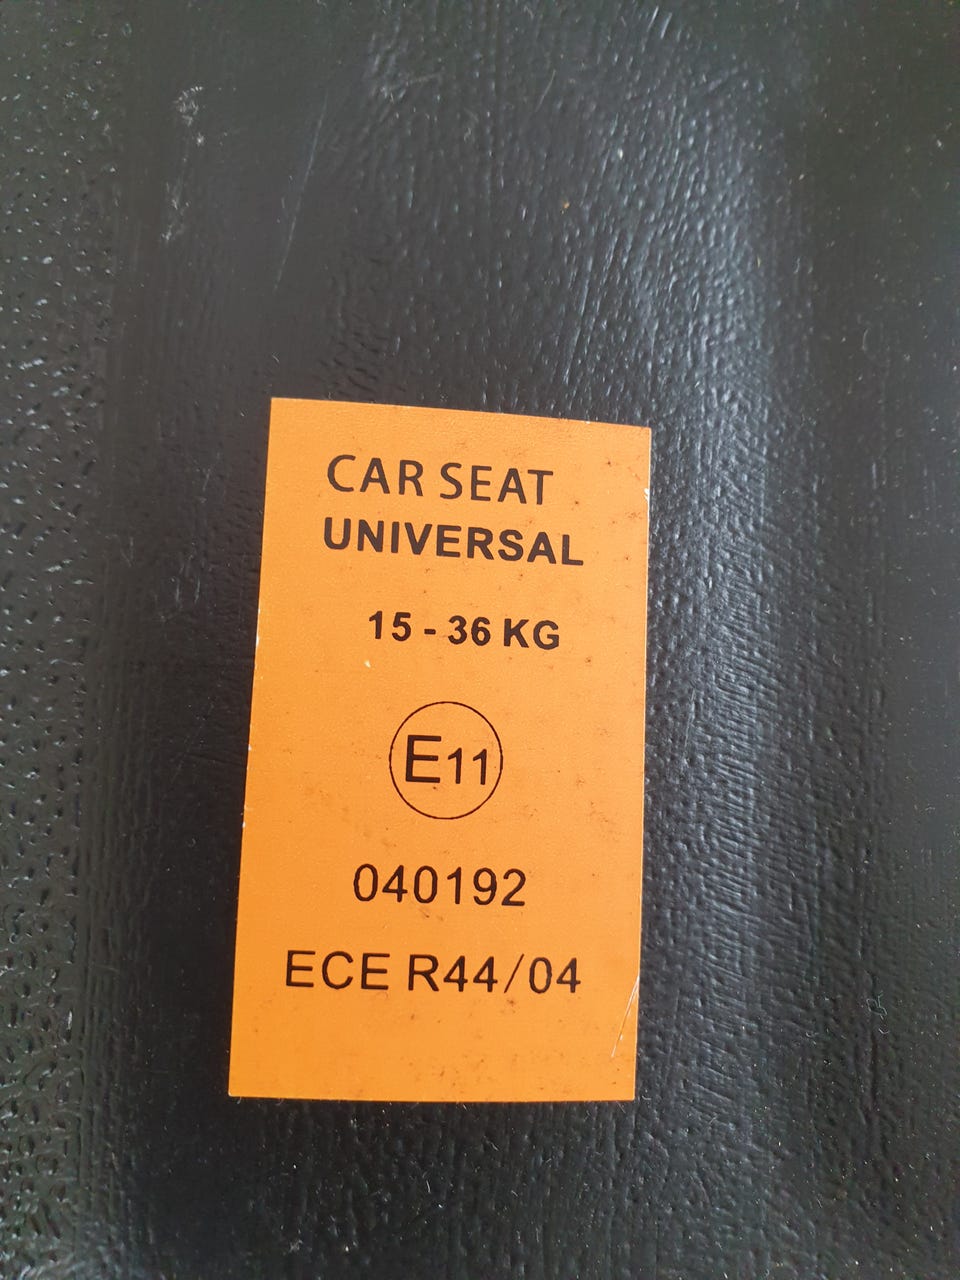 CAR SEAT
UNIVERSAL
15 - 36 KG
E11
040192
ECE R44/04